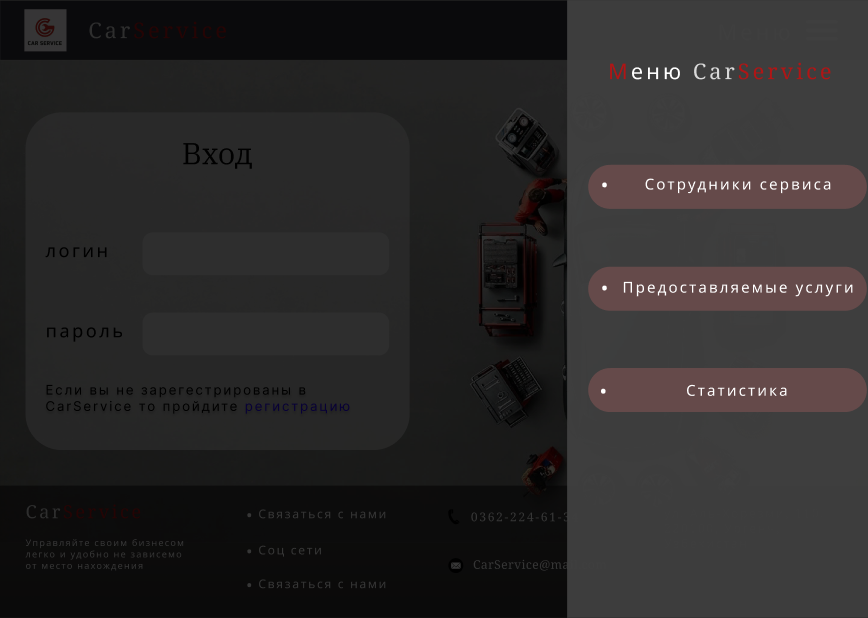 CAR SERVICE
CarService
Меню
Меню CarService
Вход
• Сотрудники сервиса
логин
• Предоставляемые услуги
пароль
Если вы не зарегестрированы в
CarService то пройдите регистрацию
• Статистика
CarService
Управляйте своим бизнесом
легко и удобно не зависемо
от место нахождения
• Связаться с нами
• Соц сети
• Связаться с нами
0362-224-61-3
CarService@ma